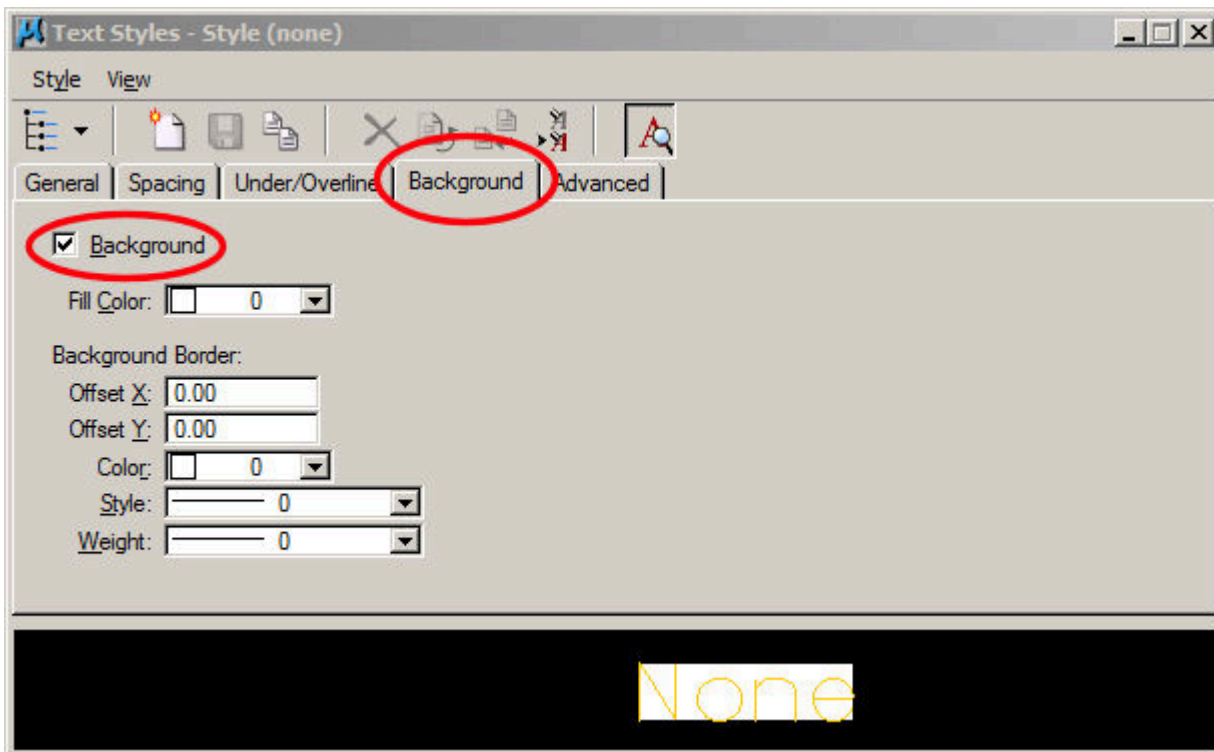 Text Styles - Style (none)
Style View
General Spacing Under/Overline Background Advanced
Background
Fill Color: 0
Background Border:
Offset X: 0.00
Offset Y: 0.00
Color: 0
Style: 0
Weight: 0
None